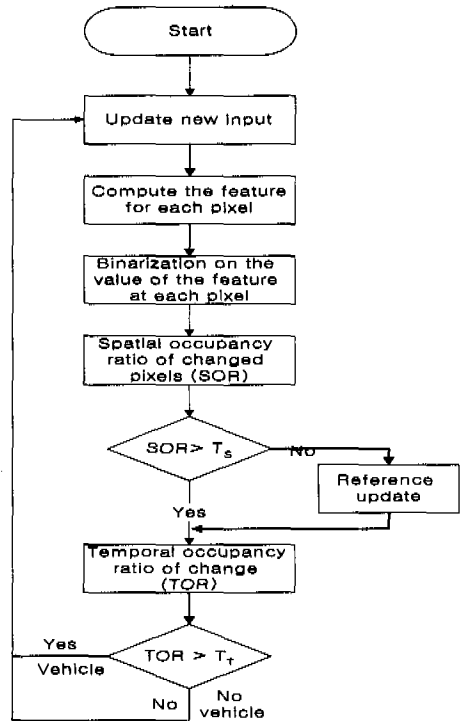 Start
Update new input
Compute the feature
for each pixel
Binarization on the
value of the feature
at each pixel
Spatial occupancy
ratio of changed
pixels (SOR)
SOR> Ts
No
Reference
update
Yes
Temporal occupancy
ratio of change
(TOR)
Yes
Vehicle
TOR > Tt
No
No
vehicle